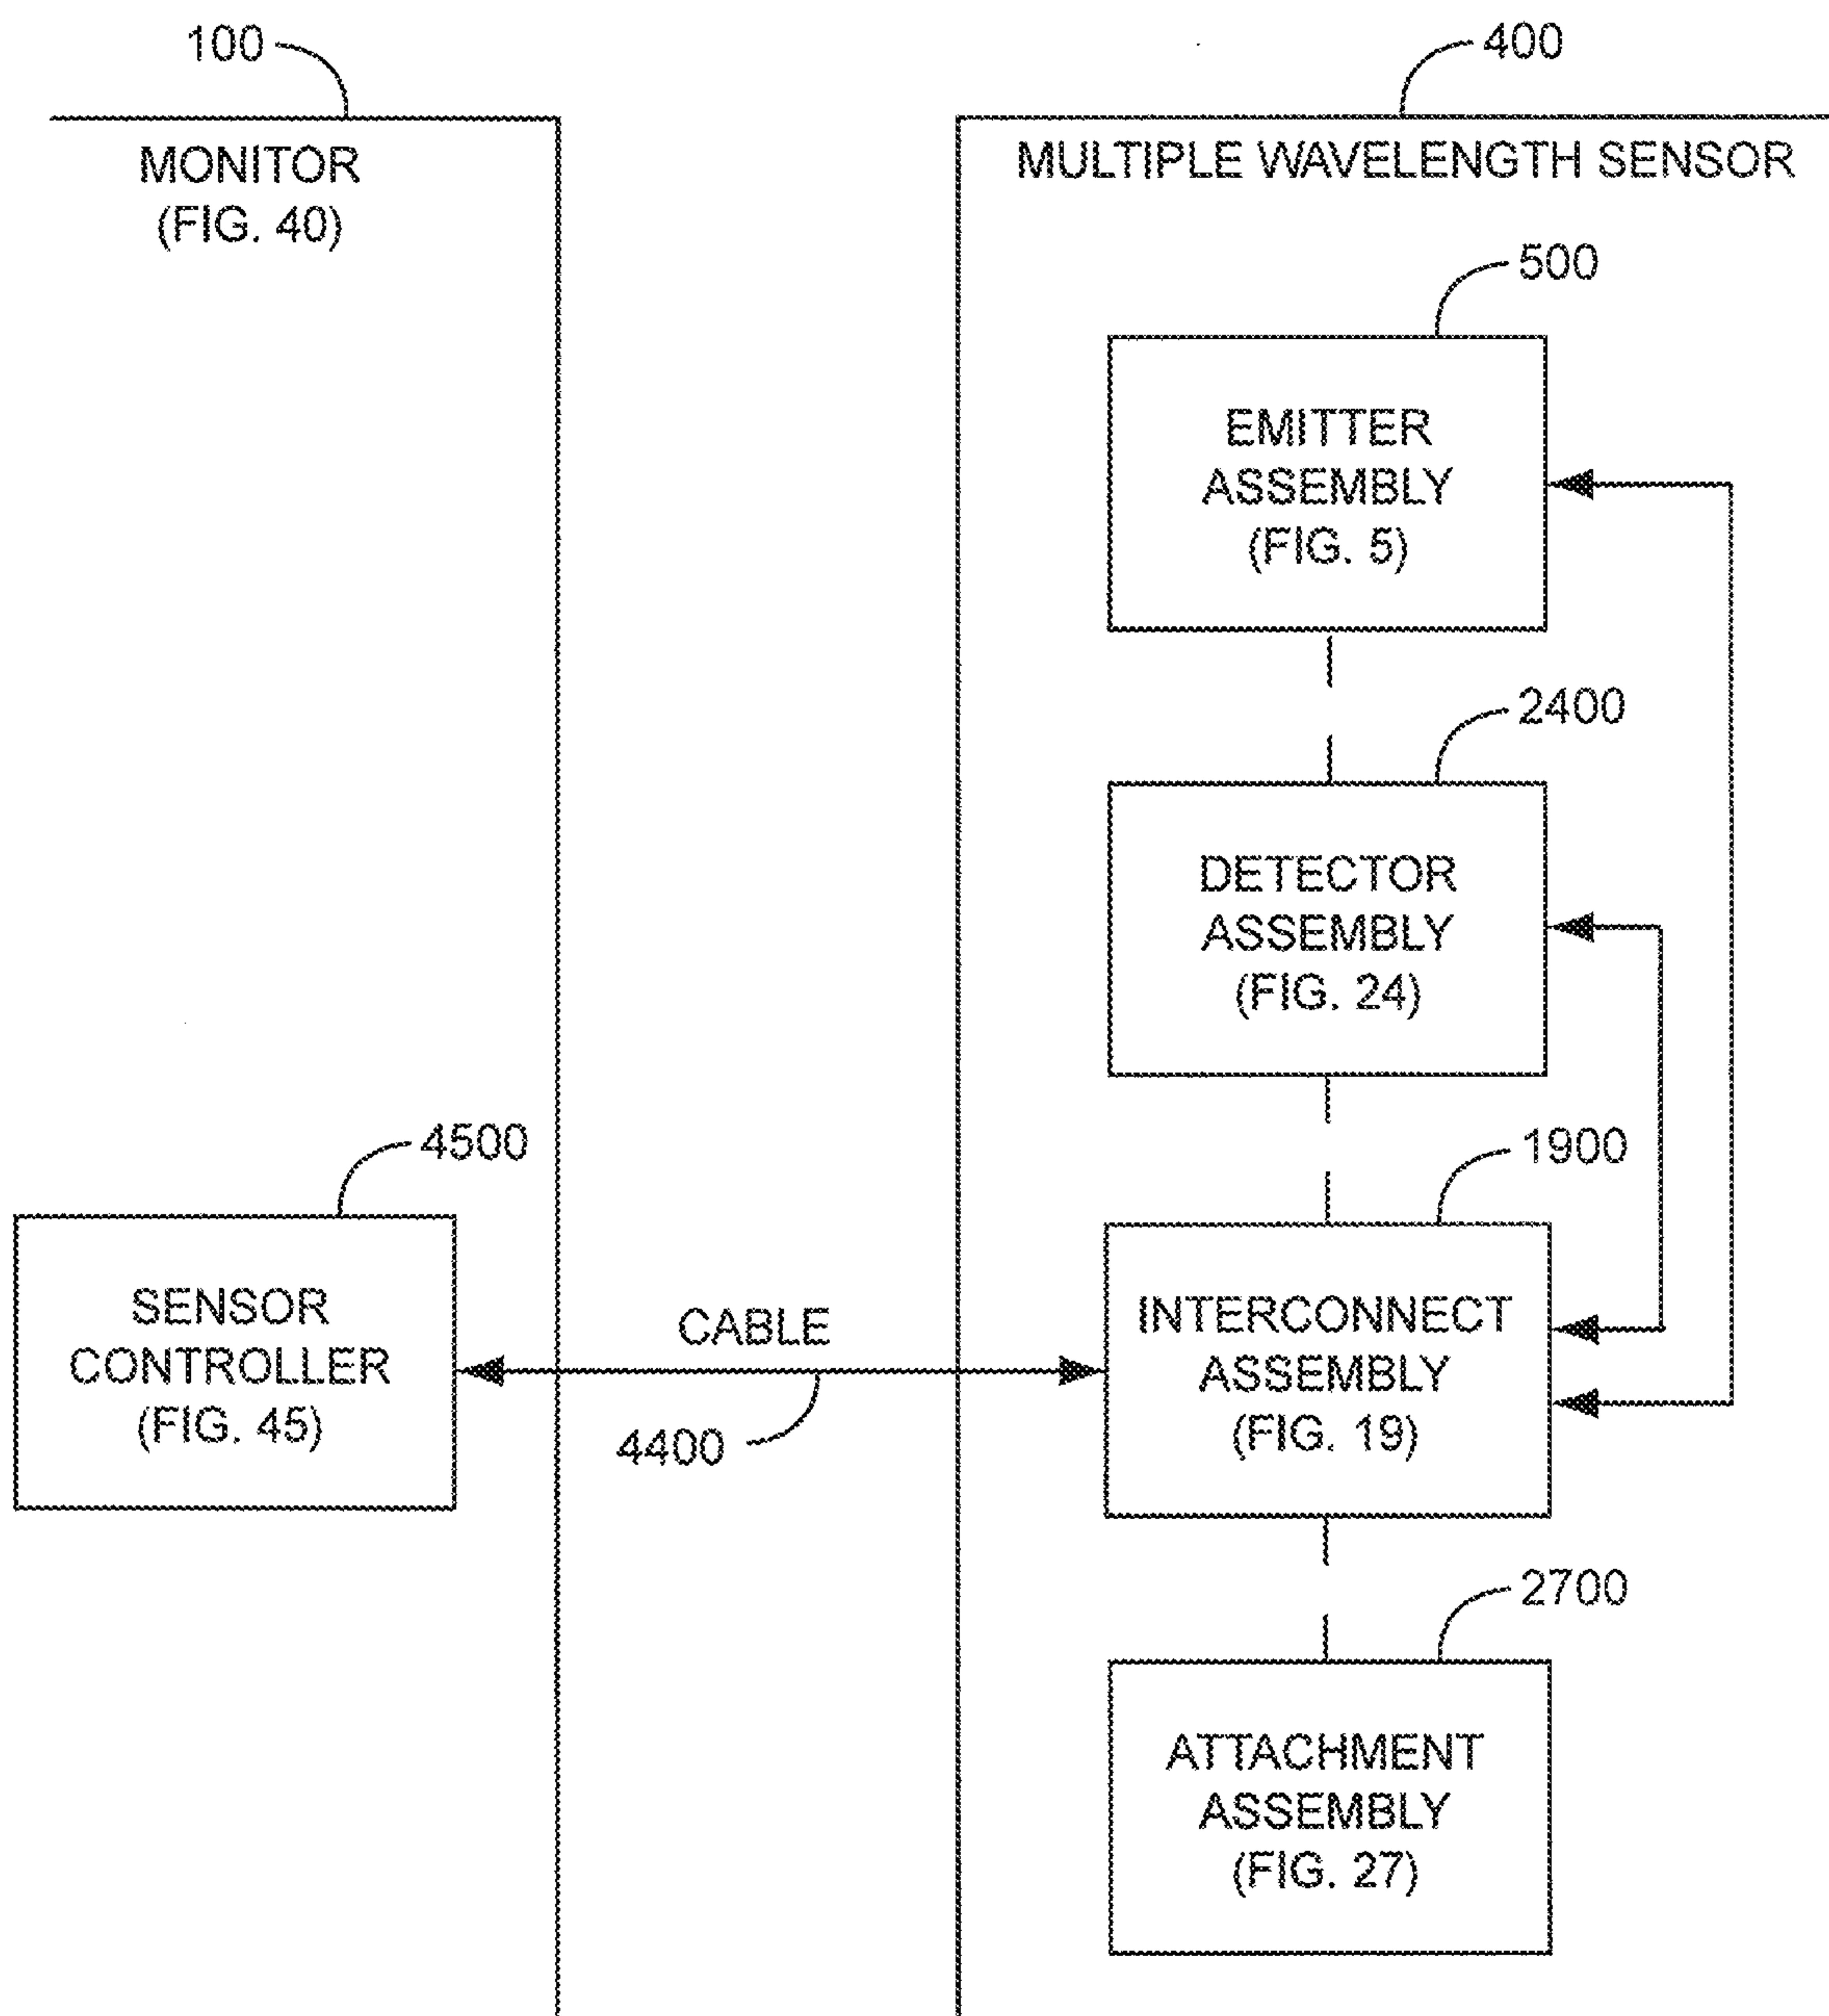 100
MONITOR
(FIG. 40)
400
MULTIPLE WAVELENGTH SENSOR
500
EMITTER
ASSEMBLY
(FIG. 5)
2400
DETECTOR
ASSEMBLY
(FIG. 24)
4500
SENSOR
CONTROLLER
(FIG. 45)
CABLE
4400
1900
INTERCONNECT
ASSEMBLY
(FIG. 19)
2700
ATTACHMENT
ASSEMBLY
(FIG. 27)